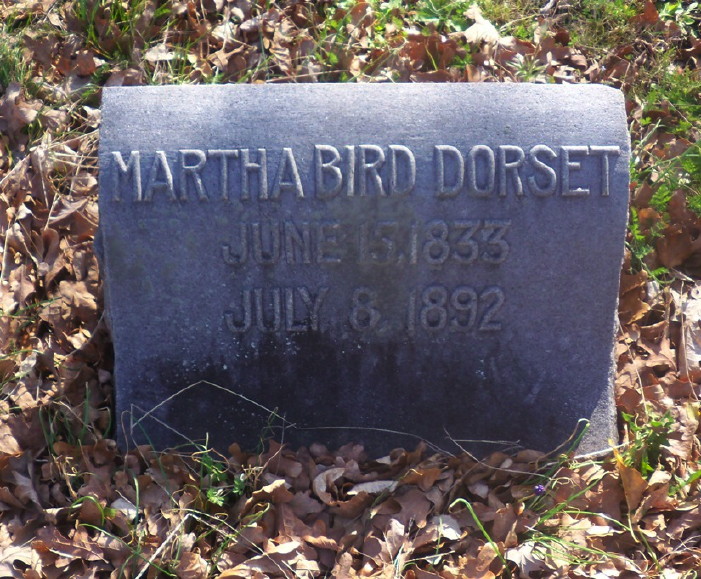 MARTHA BIRD DORSET
JUNE 15, 1833
JULY 8, 1892